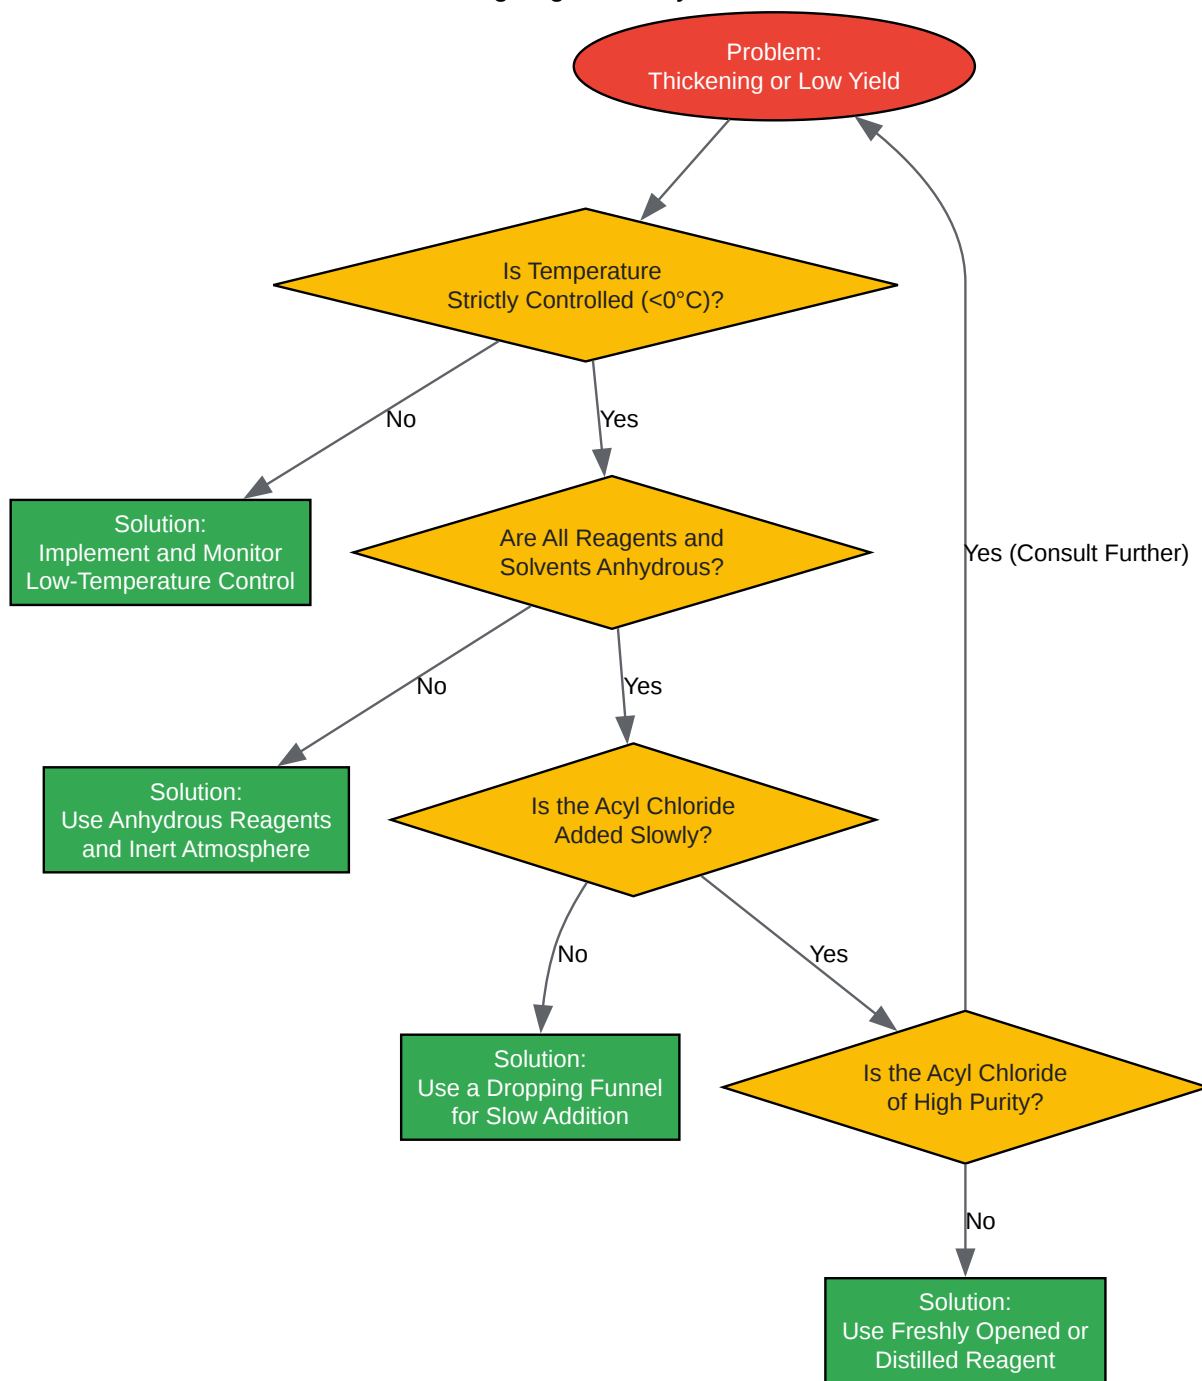 Problem:
Thickening or Low Yield
Is Temperature
Strictly Controlled (<0°C)?
No
Yes
Solution:
Implement and Monitor
Low-Temperature Control
Are All Reagents and
Solvents Anhydrous?
Yes (Consult Further)
No
Yes
Solution:
Use Anhydrous Reagents
and Inert Atmosphere
Is the Acyl Chloride
Added Slowly?
No
Yes
Solution:
Use a Dropping Funnel
for Slow Addition
Is the Acyl Chloride
of High Purity?
No
Solution:
Use Freshly Opened or
Distilled Reagent